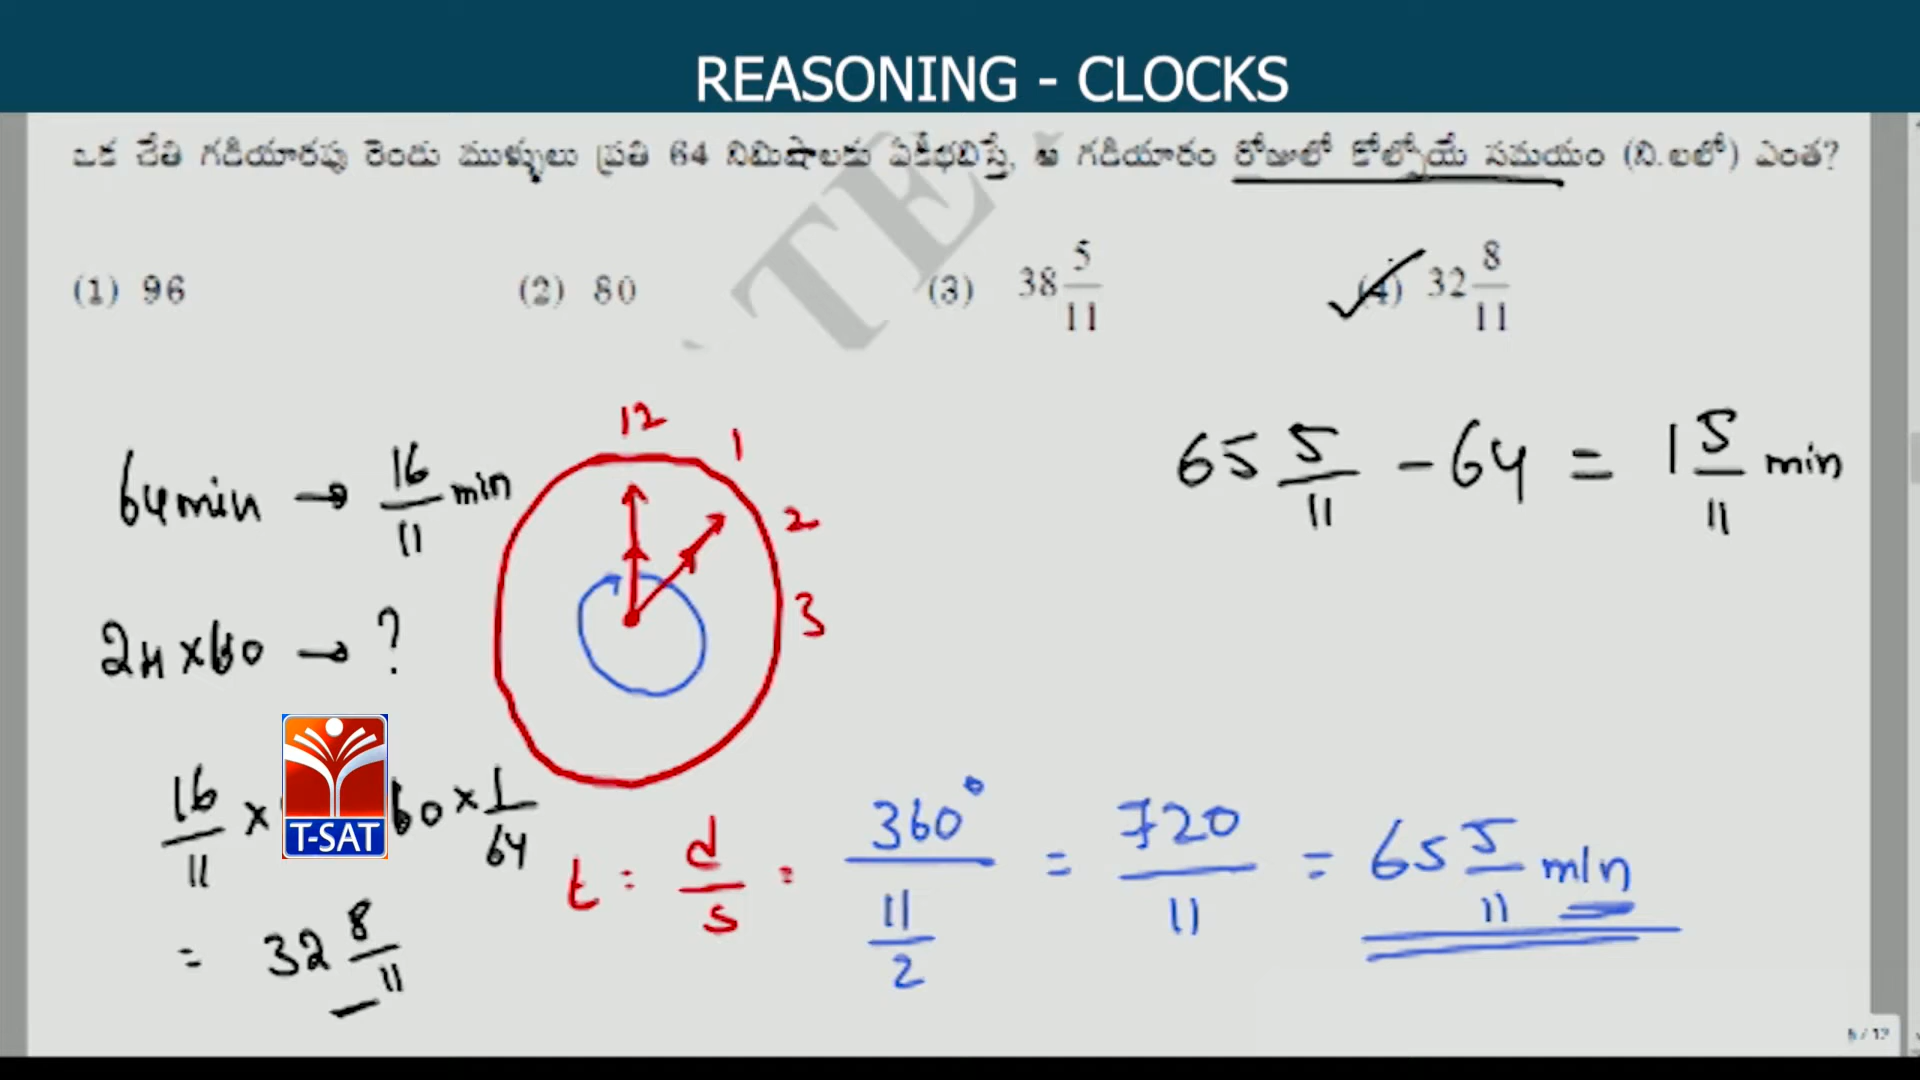 REASONING - CLOCKS
ఒక చేతి గడియారపు రెండు ముళ్ళులు ప్రతి 64 నిమిషాలకు ఏకీభవిస్తే, ఆ గడియారం రోజులో కోల్పోయే సమయం (ని.లలో) ఎంత?
(1) 96 (2) 80 (3) 38 5/11 (4) 32 8/11
12
1
2
3
64min → 16/11 min
65 5/11 - 64 = 1 5/11 min
24×60 → ?
16/11 × 60 × 1/64
= 32 8/11
t = d/s = 360°/(11/2) = 720/11 = 65 5/11 min
T-SAT
TE